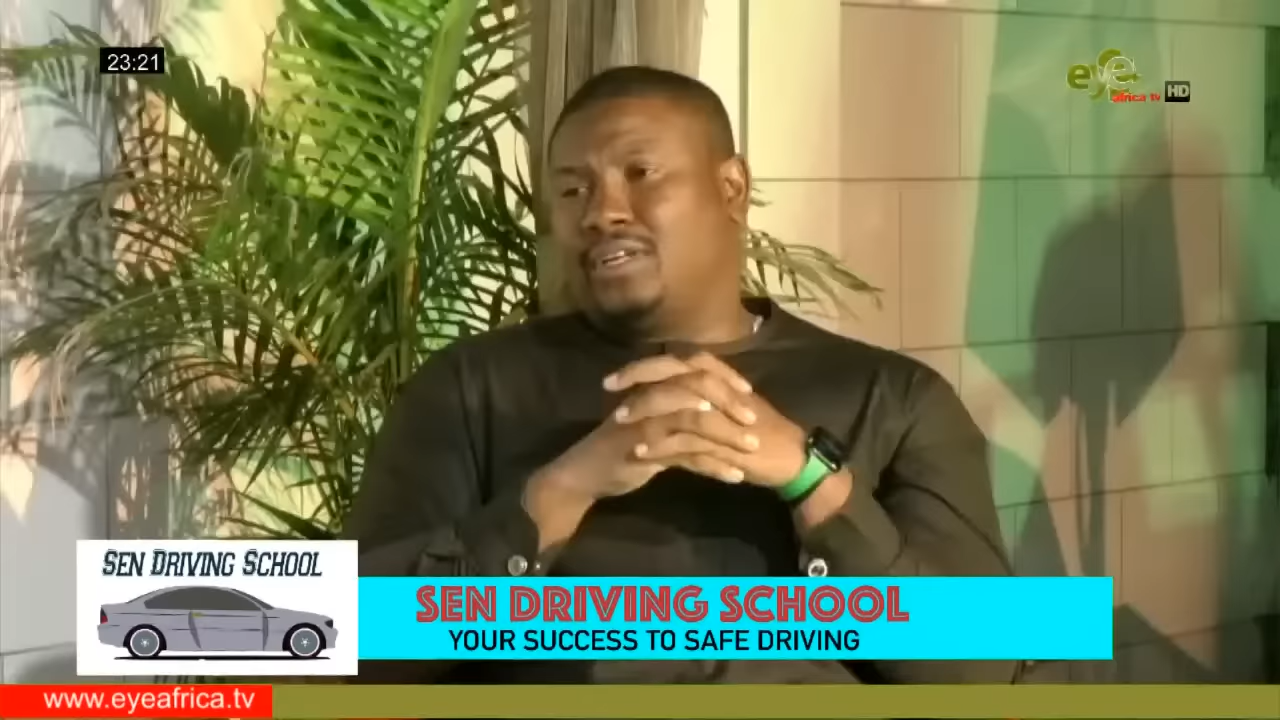 23:21
eye
africa tv HD
SEN DRIVING SCHOOL
SEN DRIVING SCHOOL
YOUR SUCCESS TO SAFE DRIVING
www.eyeafrica.tv